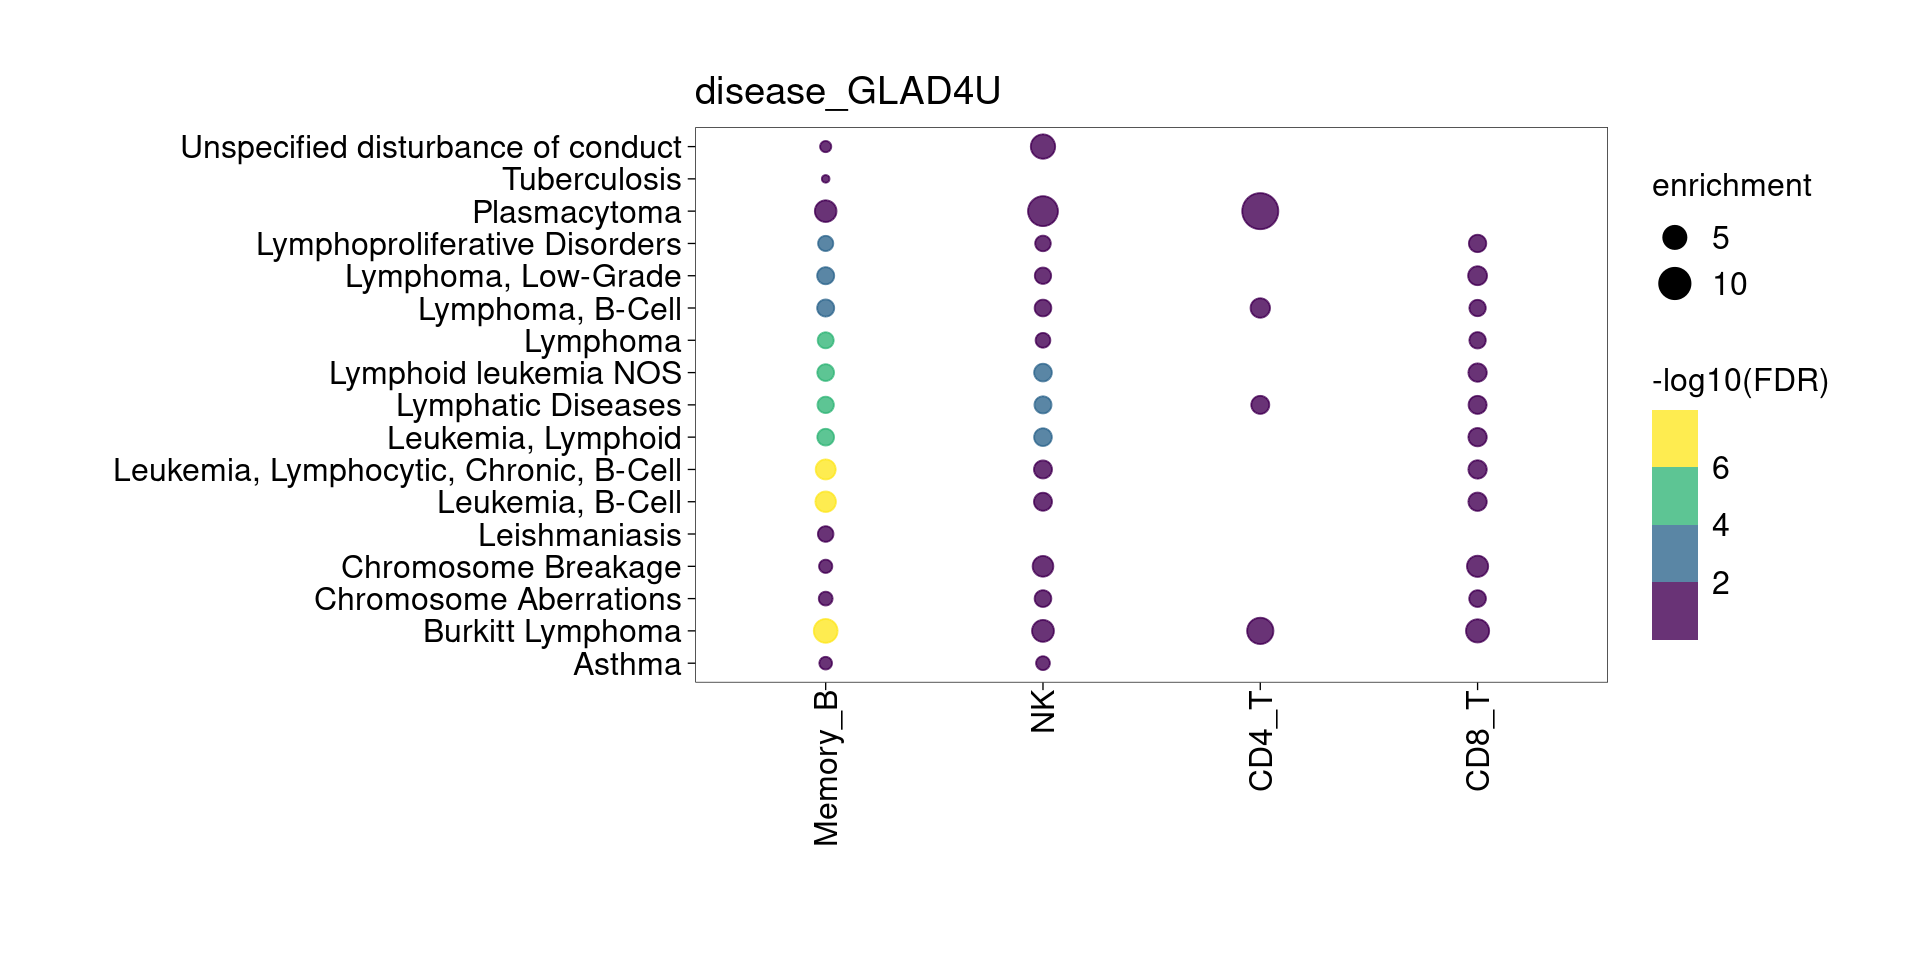 disease_GLAD4U
Unspecified disturbance of conduct
Tuberculosis
Plasmacytoma
Lymphoproliferative Disorders
Lymphoma, Low-Grade
Lymphoma, B-Cell
Lymphoma
Lymphoid leukemia NOS
Lymphatic Diseases
Leukemia, Lymphoid
Leukemia, Lymphocytic, Chronic, B-Cell
Leukemia, B-Cell
Leishmaniasis
Chromosome Breakage
Chromosome Aberrations
Burkitt Lymphoma
Asthma
Memory_B
NK
CD4_T
CD8_T
enrichment
5
10
-log10(FDR)
6
4
2